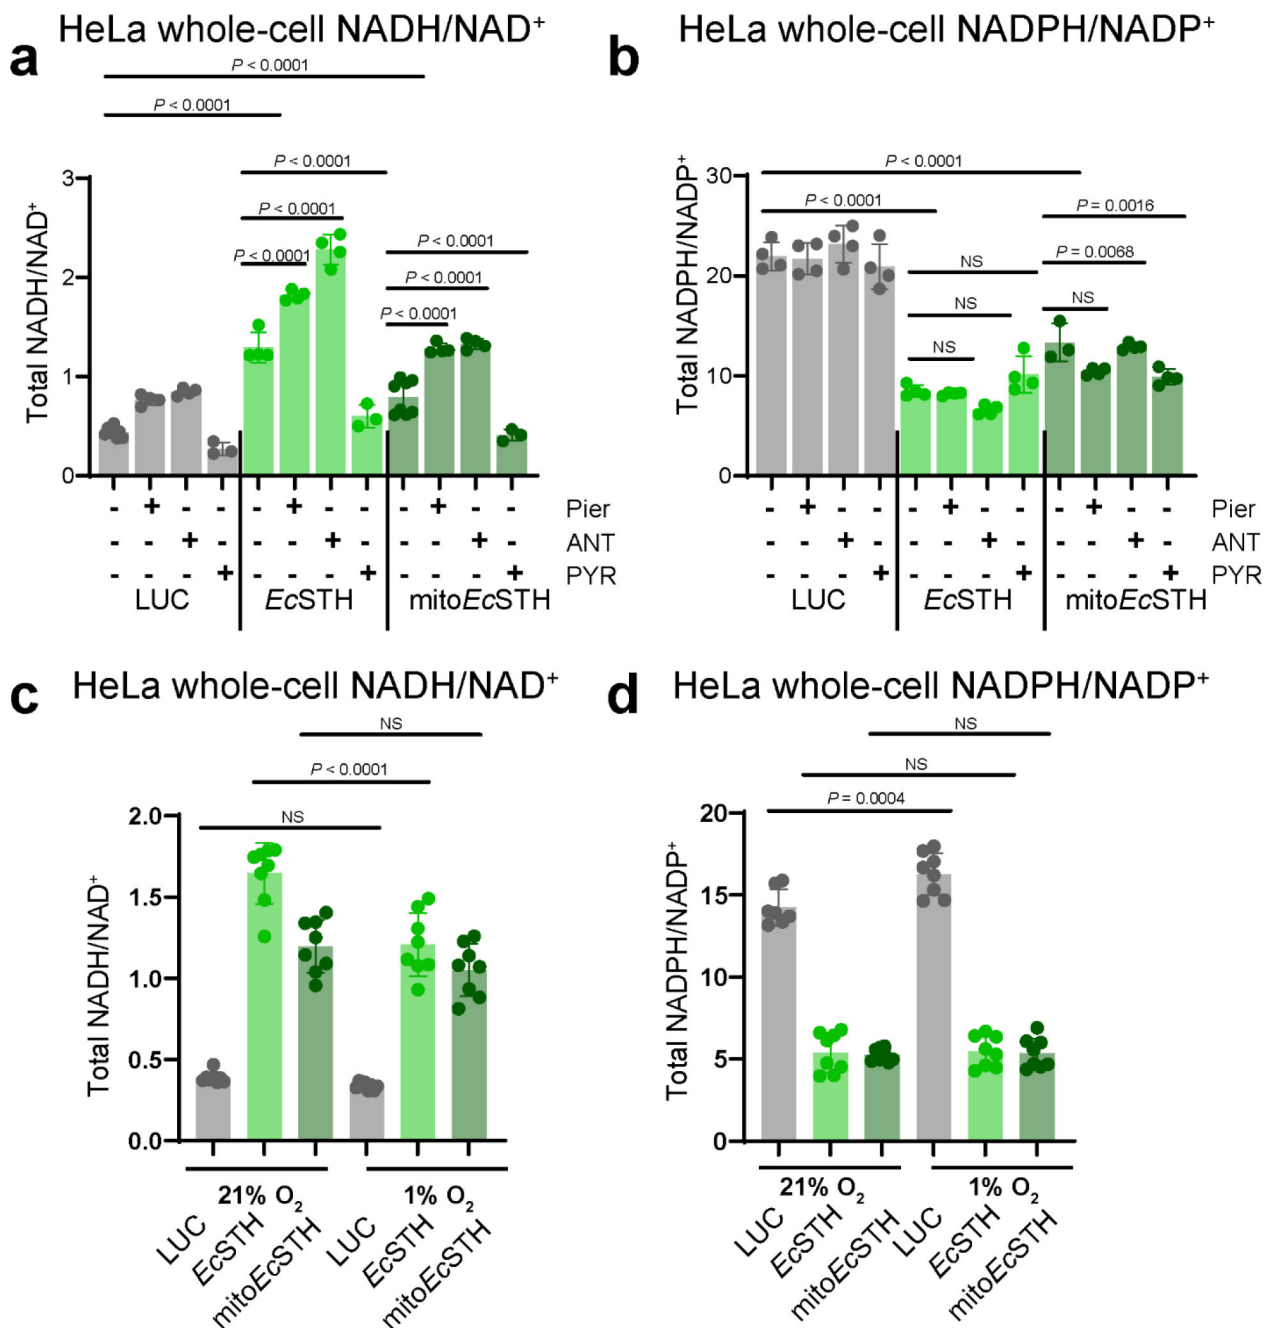 a HeLa whole-cell NADH/NAD⁺
P < 0.0001
P < 0.0001
P < 0.0001
P < 0.0001
P < 0.0001
P < 0.0001
P < 0.0001
P < 0.0001
Total NADH/NAD⁺
3
2
1
0
- + - - - + - - - + - - Pier
- - + - - - + - - - + - ANT
- - - + - - - + - - - + PYR
LUC EcSTH mitoEcSTH
b HeLa whole-cell NADPH/NADP⁺
P < 0.0001
P < 0.0001
P = 0.0016
P = 0.0068
NS
NS
NS
NS
Total NADPH/NADP⁺
30
20
10
0
- + - - - + - - - + - - Pier
- - + - - - + - - - + - ANT
- - - + - - - + - - - + PYR
LUC EcSTH mitoEcSTH
c HeLa whole-cell NADH/NAD⁺
NS
P < 0.0001
NS
Total NADH/NAD⁺
2.0
1.5
1.0
0.5
0.0
21% O₂ 1% O₂
LUC EcSTH mitoEcSTH LUC EcSTH mitoEcSTH
d HeLa whole-cell NADPH/NADP⁺
NS
NS
P = 0.0004
Total NADPH/NADP⁺
20
15
10
5
0
21% O₂ 1% O₂
LUC EcSTH mitoEcSTH LUC EcSTH mitoEcSTH